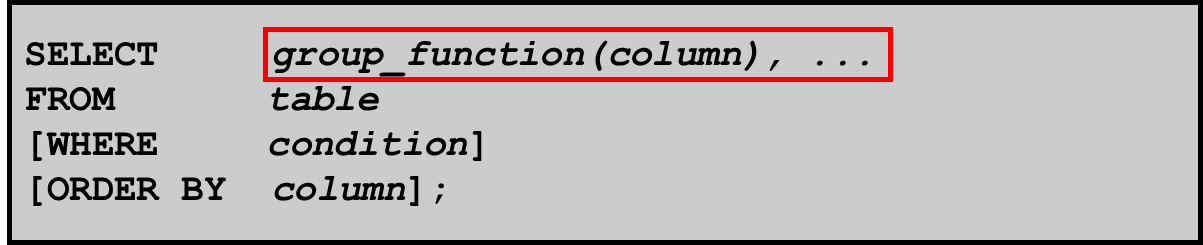 SELECT group_function(column), ...
FROM table
[WHERE condition]
[ORDER BY column];